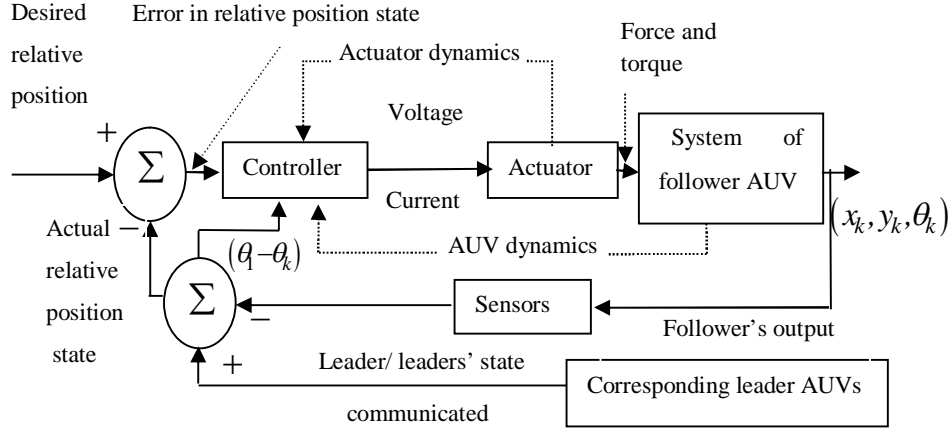 Desired
relative
position
Error in relative position state
Actuator dynamics
Force and
torque
Voltage
+
Σ
Controller
Actuator
System of
follower AUV
Current
(x_k, y_k, θ_k)
Actual
relative
position
state
−
(θ_l−θ_k)
AUV dynamics
Σ
−
Sensors
Follower’s output
+
Leader/ leaders’ state
communicated
Corresponding leader AUVs